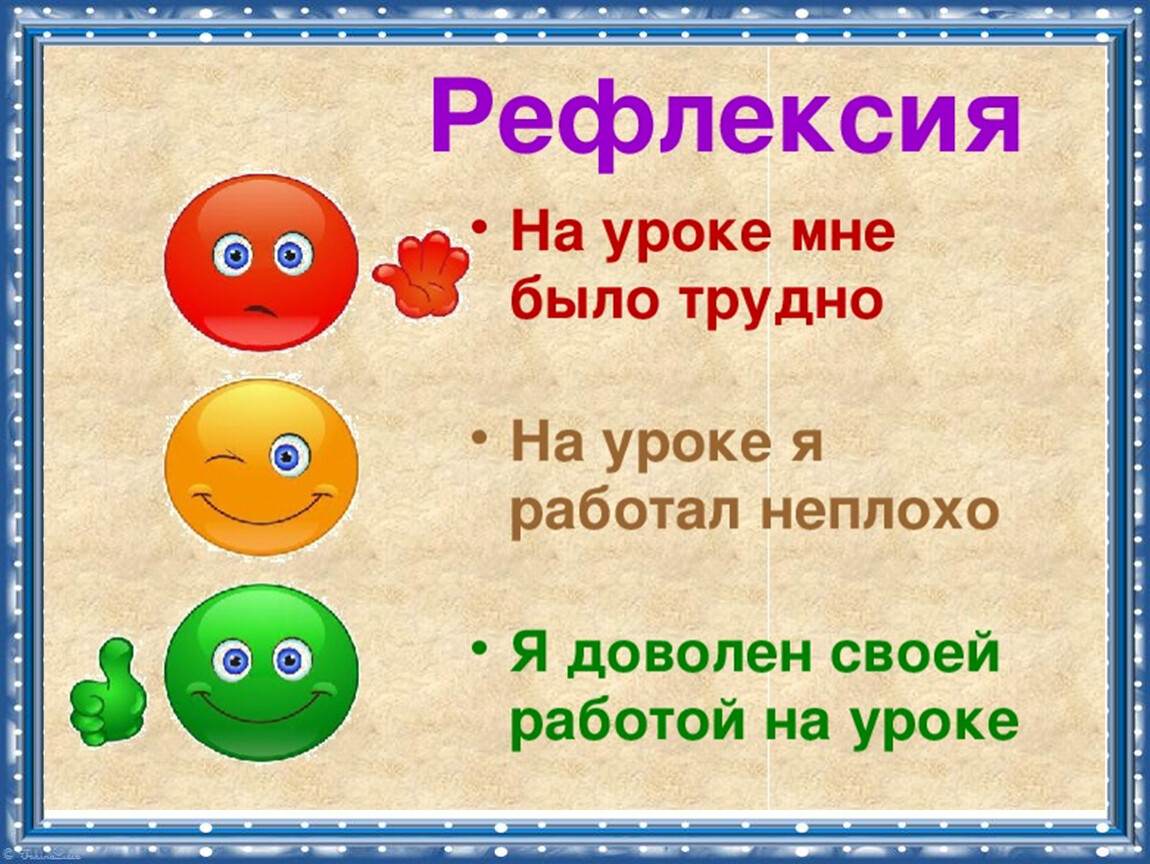 Рефлексия
• На уроке мне
было трудно
• На уроке я
работал неплохо
• Я доволен своей
работой на уроке